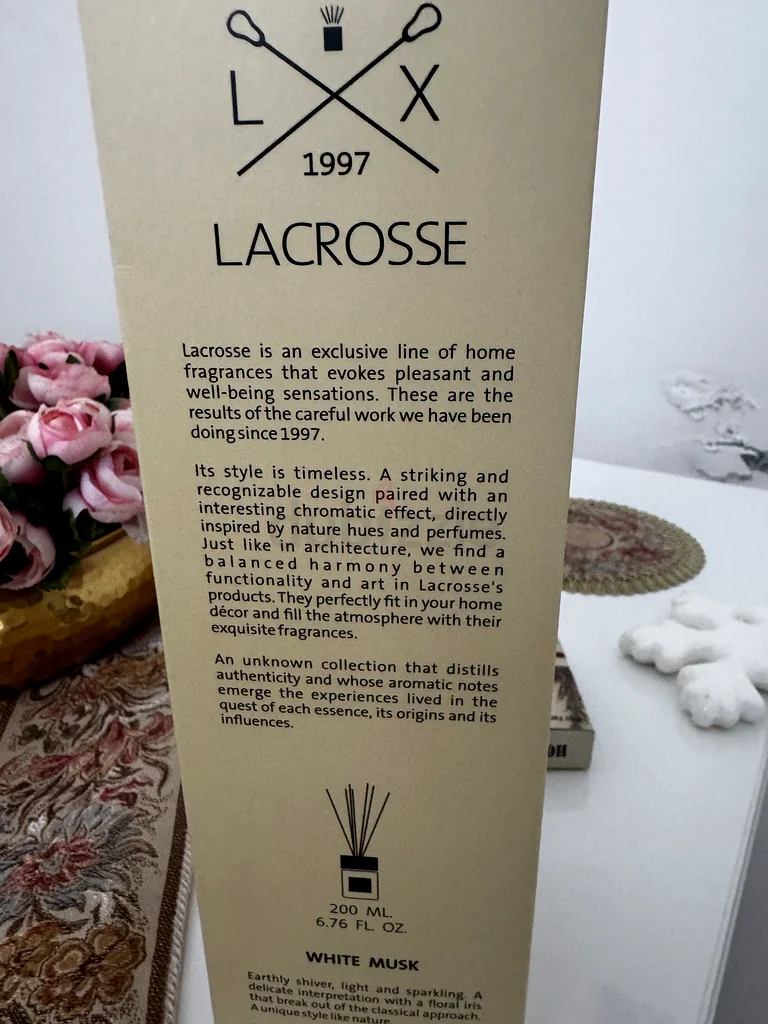 L X
1997
LACROSSE
Lacrosse is an exclusive line of home
fragrances that evokes pleasant and
well-being sensations. These are the
results of the careful work we have been
doing since 1997.
Its style is timeless. A striking and
recognizable design paired with an
interesting chromatic effect, directly
inspired by nature hues and perfumes.
Just like in architecture, we find a
balanced harmony between
functionality and art in Lacrosse's
products. They perfectly fit in your home
décor and fill the atmosphere with their
exquisite fragrances.
An unknown collection that distills
authenticity and whose aromatic notes
emerge the experiences lived in the
quest of each essence, its origins and its
influences.
200 ML.
6.76 FL. OZ.
WHITE MUSK
Earthly shiver, light and sparkling. A
delicate interpretation with a floral iris
that break out of the classical approach.
A unique style like nature